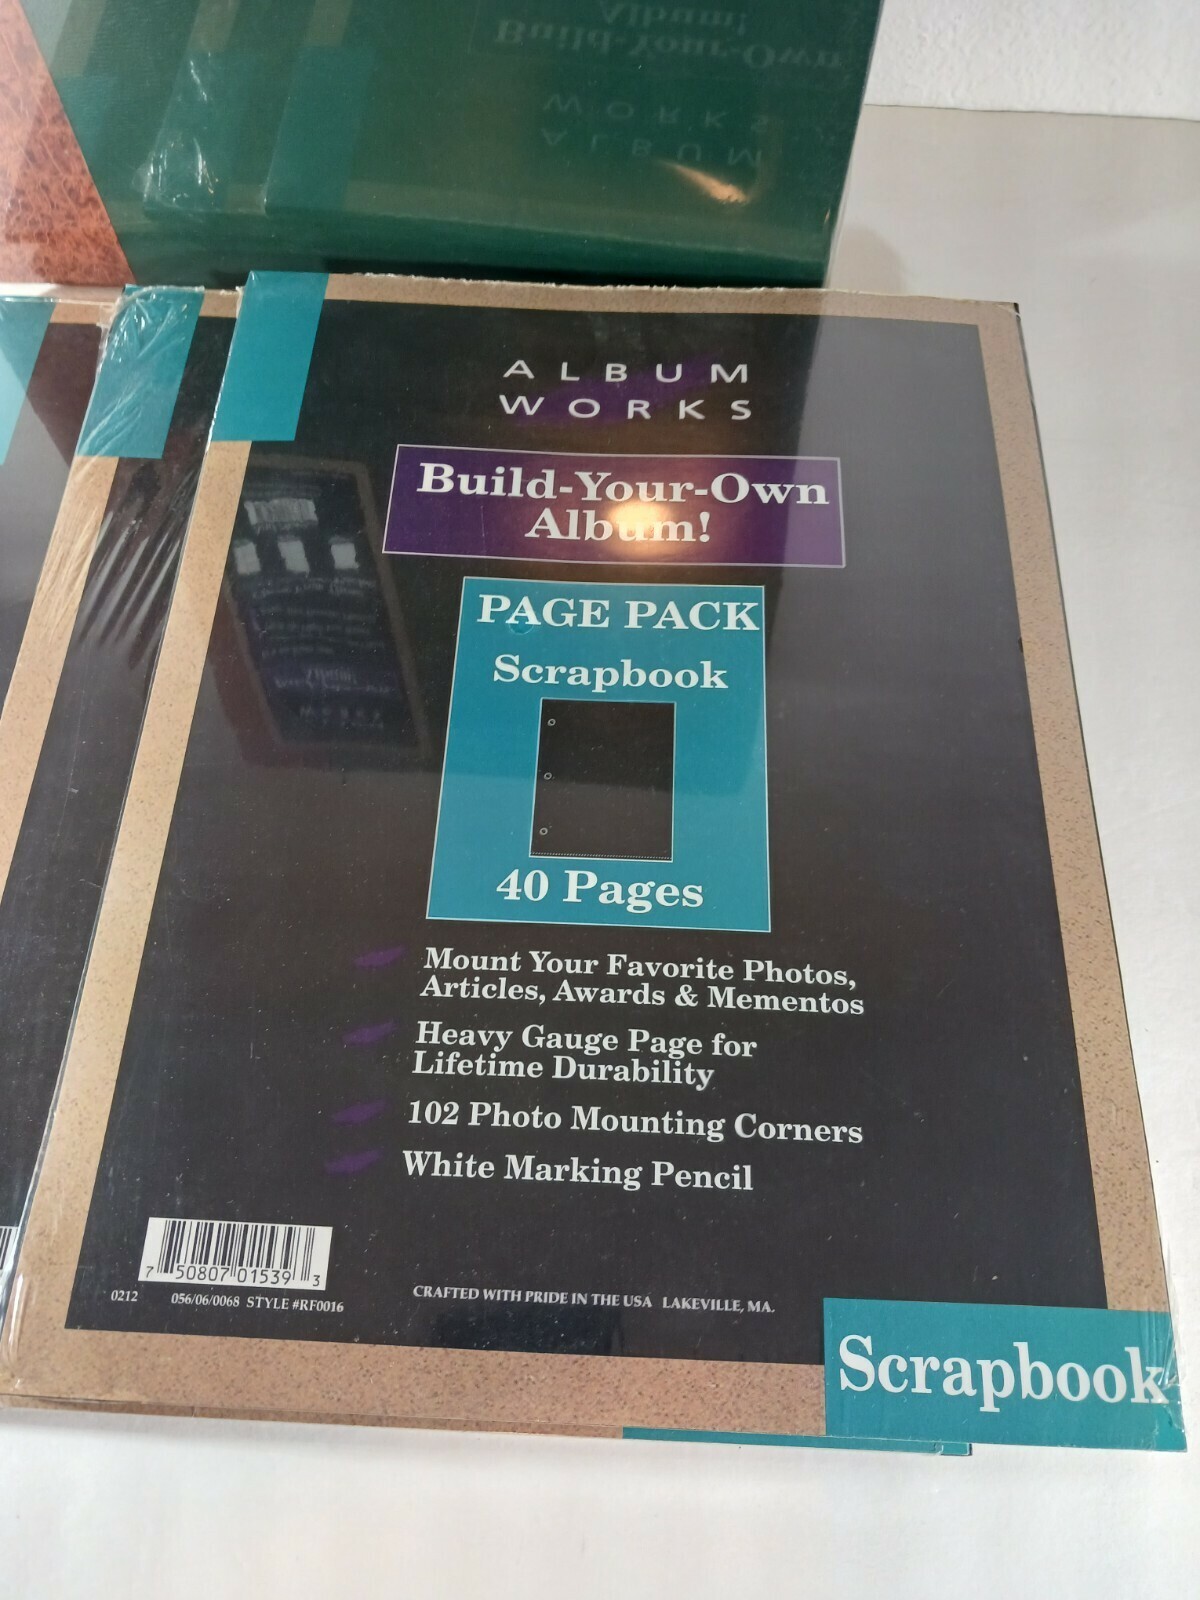 Build-Your-Own
Album!
WORKS
ALBUM
ALBUM
WORKS
Build-Your-Own
Album!
PAGE PACK
Scrapbook
40 Pages
Mount Your Favorite Photos,
Articles, Awards & Mementos
Heavy Gauge Page for
Lifetime Durability
102 Photo Mounting Corners
White Marking Pencil
7 50807 01539 3
0212 056/06/0068 STYLE #RF0016
CRAFTED WITH PRIDE IN THE USA LAKEVILLE, MA.
Scrapbook